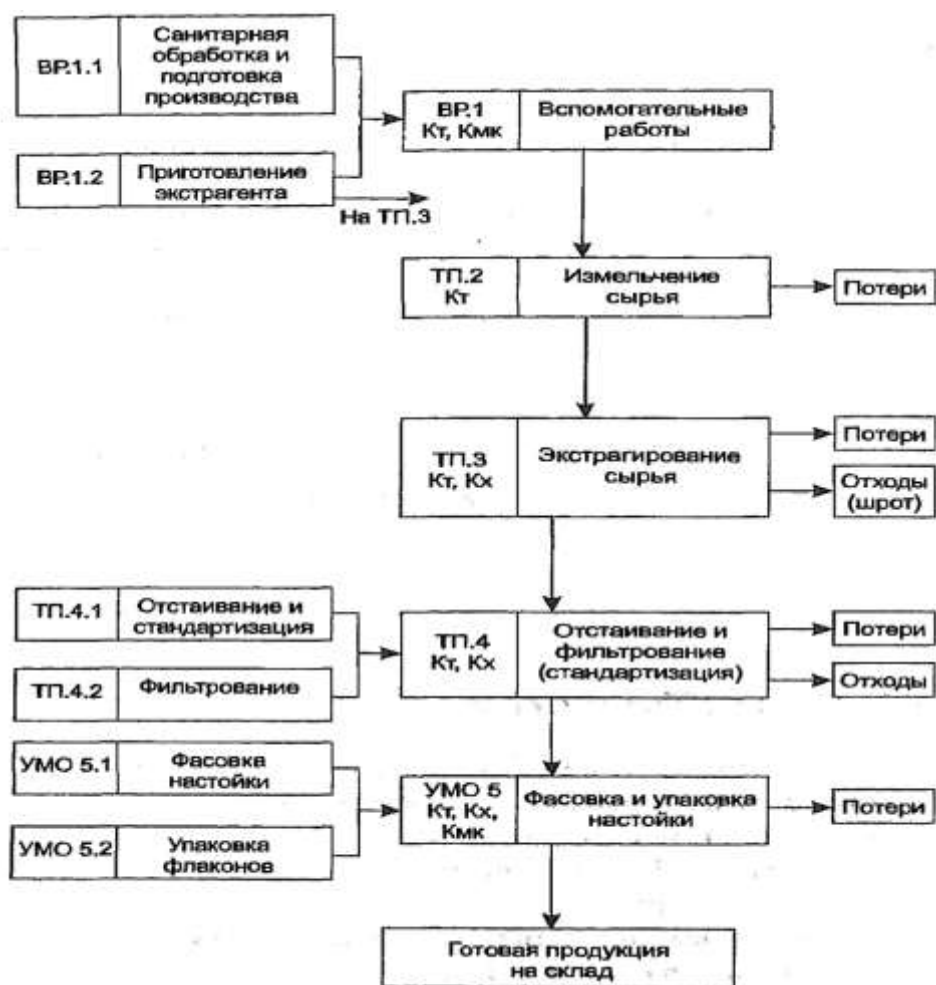 ВР.1.1
Санитарная
обработка и
подготовка
производства
ВР.1.2
Приготовление
экстрагента
На ТП.3
ВР.1
Кт, Кмк
Вспомогательные
работы
ТП.2
Кт
Измельчение
сырья
Потери
ТП.3
Кт, Кх
Экстрагирование
сырья
Потери
Отходы
(шрот)
ТП.4.1
Отстаивание и
стандартизация
ТП.4.2
Фильтрование
ТП.4
Кт, Кх
Отстаивание и
фильтрование
(стандартизация)
Потери
Отходы
УМО 5.1
Фасовка
настойки
УМО 5.2
Упаковка
флаконов
УМО 5
Кт, Кх,
Кмк
Фасовка и упаковка
настойки
Потери
Готовая продукция
на склад